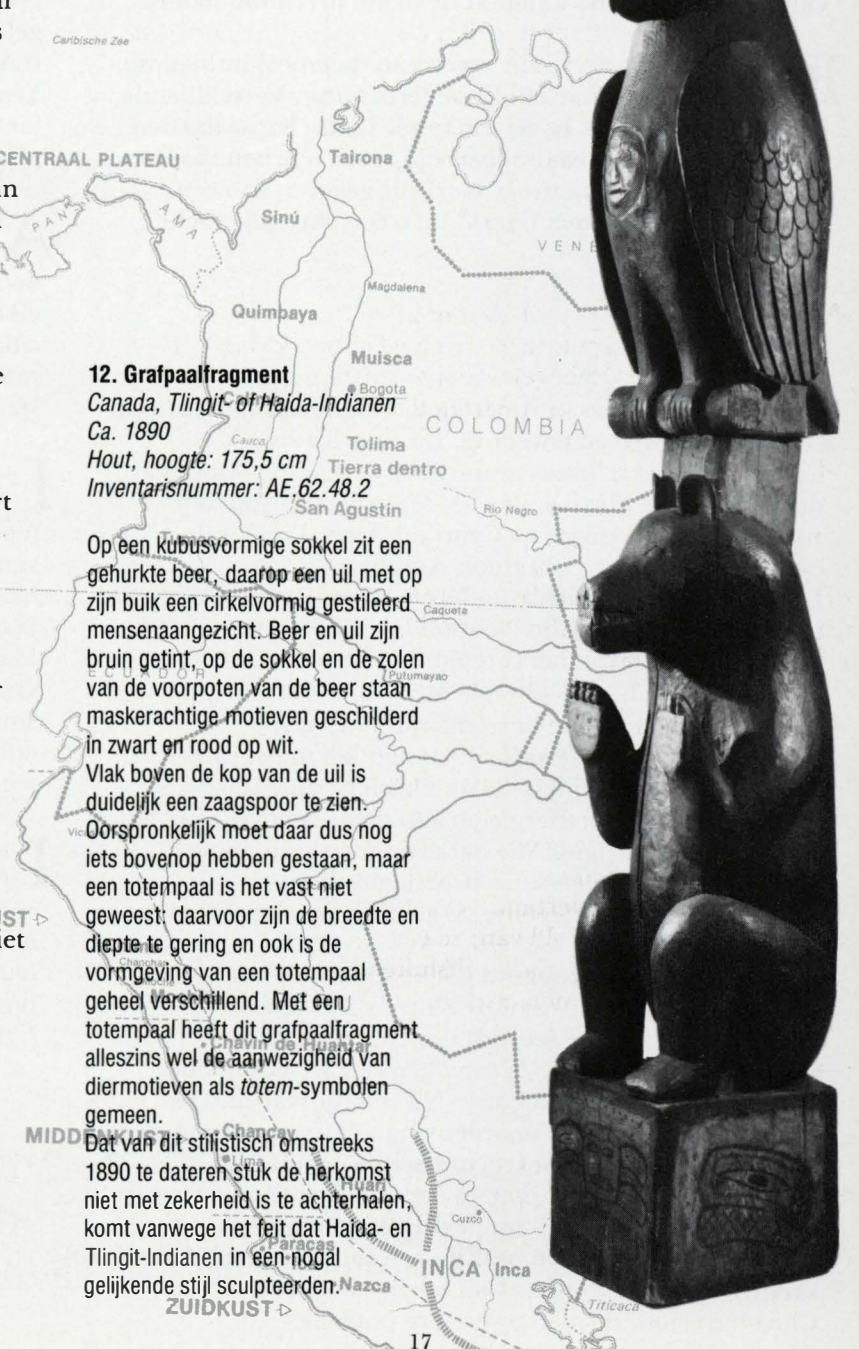 Caribische Zee
CENTRAAL PLATEAU
Tairona
PANAMA
Sinú
Magdalena
Quimbaya
Muisca
Bogota
Cauca
COLOMBIA
Tolima
Tierra dentro
San Agustin
Rio Negro
Caqueta
ECUADOR
Putumayao
12. Grafpaalfragment
Canada, Tlingit- of Haida-Indianen
Ca. 1890
Hout, hoogte: 175,5 cm
Inventarisnummer: AE.62.48.2
Op een kubusvormige sokkel zit een
gehurkte beer, daarop een uil met op
zijn buik een cirkelvormig gestileerd
mensenaangezicht. Beer en uil zijn
bruin getint, op de sokkel en de zolen
van de voorpoten van de beer staan
maskerachtige motieven geschilderd
in zwart en rood op wit.
Vlak boven de kop van de uil is
duidelijk een zaagspoor te zien.
Oorspronkelijk moet daar dus nog
iets bovenop hebben gestaan, maar
een totempaal is het vast niet
geweest: daarvoor zijn de breedte en
diepte te gering en ook is de
vormgeving van een totempaal
geheel verschillend. Met een
totempaal heeft dit grafpaalfragment
alleszins wel de aanwezigheid van
diermotieven als totem-symbolen
gemeen.
Dat van dit stilistisch omstreeks
1890 te dateren stuk de herkomst
niet met zekerheid is te achterhalen,
komt vanwege het feit dat Haida- en
Tlingit-Indianen in een nogal
gelijkende stijl sculpteerden.
Chavin de Huantar
MIDDENKUST
Chancay
Lima
Huari
Cuzco
Paracas
INCA Inca
Nazca
ZUIDKUST
Titicaca
17